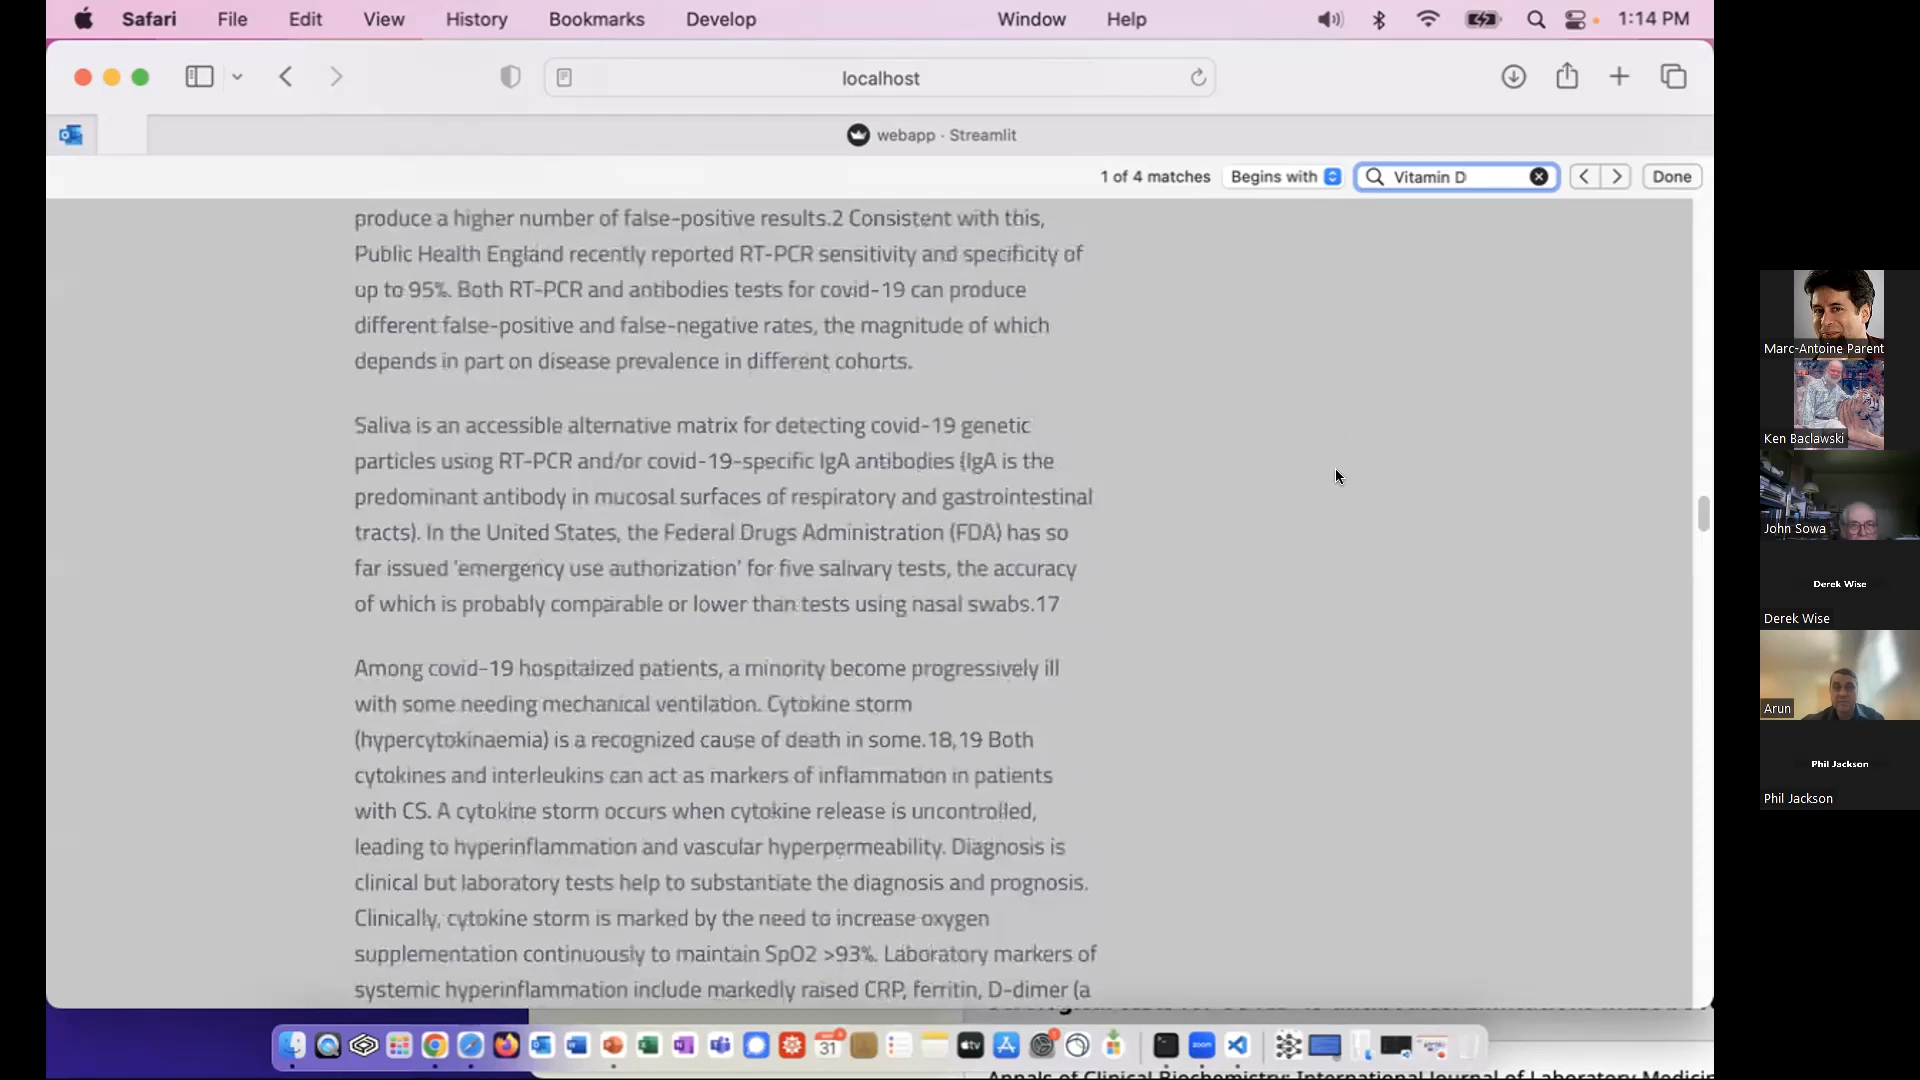 Safari File Edit View History Bookmarks Develop Window Help 1:14 PM
localhost
webapp · Streamlit
1 of 4 matches Begins with Vitamin D Done
produce a higher number of false-positive results.2 Consistent with this,
Public Health England recently reported RT-PCR sensitivity and specificity of
up to 95%. Both RT-PCR and antibodies tests for covid-19 can produce
different false-positive and false-negative rates, the magnitude of which
depends in part on disease prevalence in different cohorts.
Saliva is an accessible alternative matrix for detecting covid-19 genetic
particles using RT-PCR and/or covid-19-specific IgA antibodies (IgA is the
predominant antibody in mucosal surfaces of respiratory and gastrointestinal
tracts). In the United States, the Federal Drugs Administration (FDA) has so
far issued 'emergency use authorization' for five salivary tests, the accuracy
of which is probably comparable or lower than tests using nasal swabs.17
Among covid-19 hospitalized patients, a minority become progressively ill
with some needing mechanical ventilation. Cytokine storm
(hypercytokinaemia) is a recognized cause of death in some.18,19 Both
cytokines and interleukins can act as markers of inflammation in patients
with CS. A cytokine storm occurs when cytokine release is uncontrolled,
leading to hyperinflammation and vascular hyperpermeability. Diagnosis is
clinical but laboratory tests help to substantiate the diagnosis and prognosis.
Clinically, cytokine storm is marked by the need to increase oxygen
supplementation continuously to maintain SpO2 >93%. Laboratory markers of
systemic hyperinflammation include markedly raised CRP, ferritin, D-dimer (a
Annals of Clinical Biochemistry: International Journal of Laboratory Medicin
31
tv
zoom
Marc-Antoine Parent
Ken Baclawski
John Sowa
Derek Wise
Derek Wise
Arun
Phil Jackson
Phil Jackson